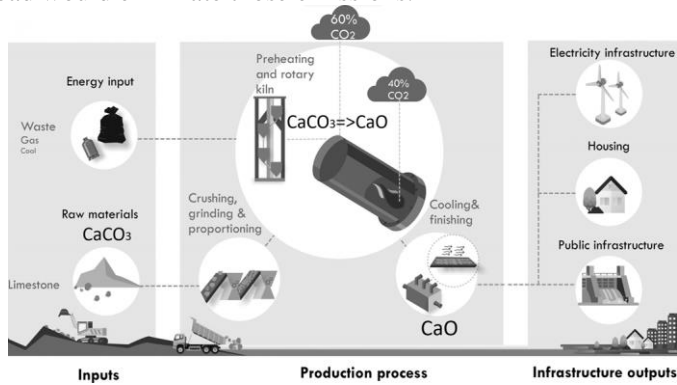 60%
CO2
Preheating
and rotary
kiln
40%
CO2
CaCO3=>CaO
Energy input
Waste
Gas
Raw materials
CaCO3
Limestone
Crushing,
grinding &
proportioning
Cooling&
finishing
CaO
Electricity infrastructure
Housing
Public infrastructure
Inputs
Production process
Infrastructure outputs